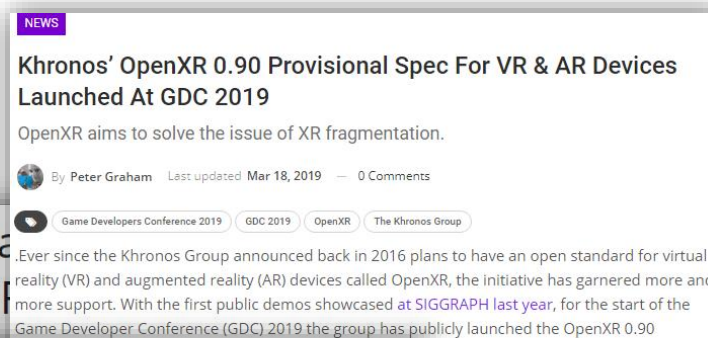 NEWS
Khronos’ OpenXR 0.90 Provisional Spec For VR & AR Devices
Launched At GDC 2019
OpenXR aims to solve the issue of XR fragmentation.
By Peter Graham Last updated Mar 18, 2019 — 0 Comments
Game Developers Conference 2019 GDC 2019 OpenXR The Khronos Group
.Ever since the Khronos Group announced back in 2016 plans to have an open standard for virtual
reality (VR) and augmented reality (AR) devices called OpenXR, the initiative has garnered more and
more support. With the first public demos showcased at SIGGRAPH last year, for the start of the
Game Developer Conference (GDC) 2019 the group has publicly launched the OpenXR 0.90